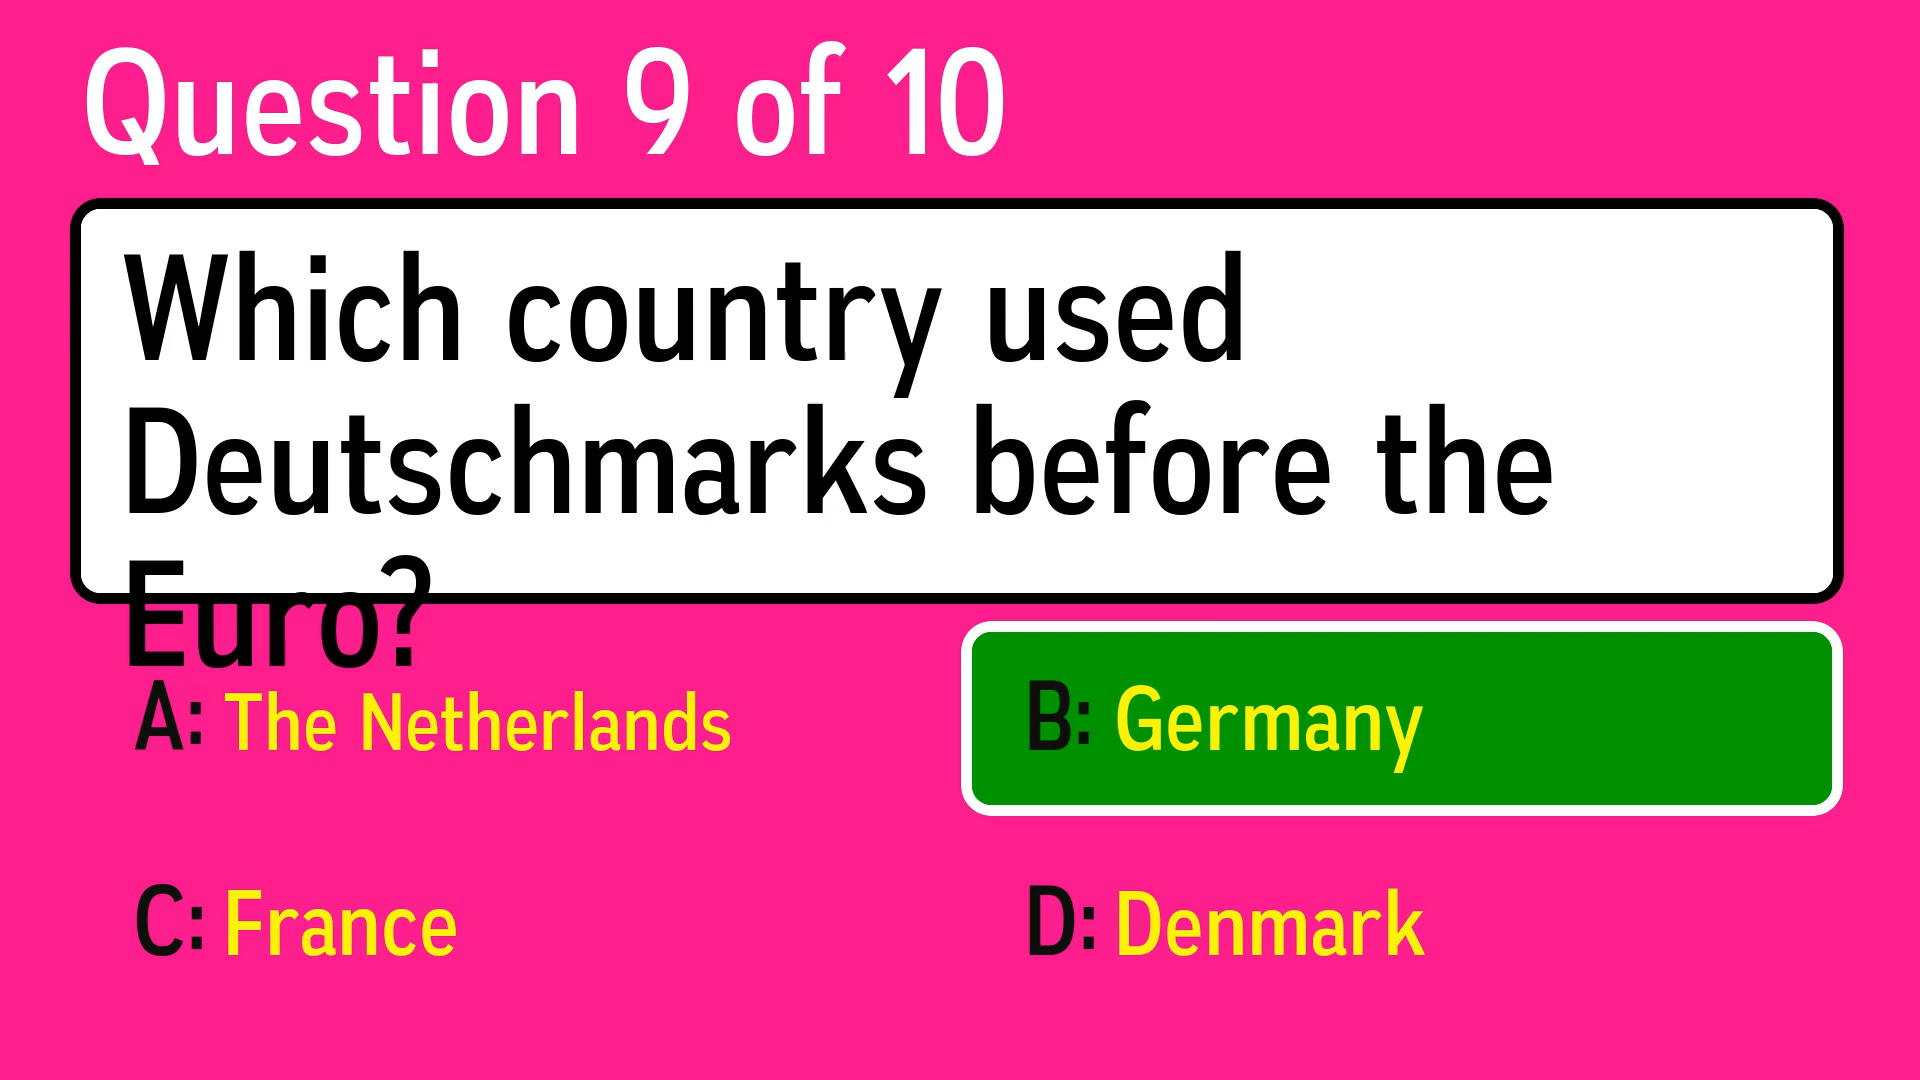 Question 9 of 10
Which country used
Deutschmarks before the
Euro?
A: The Netherlands
B: Germany
C: France
D: Denmark